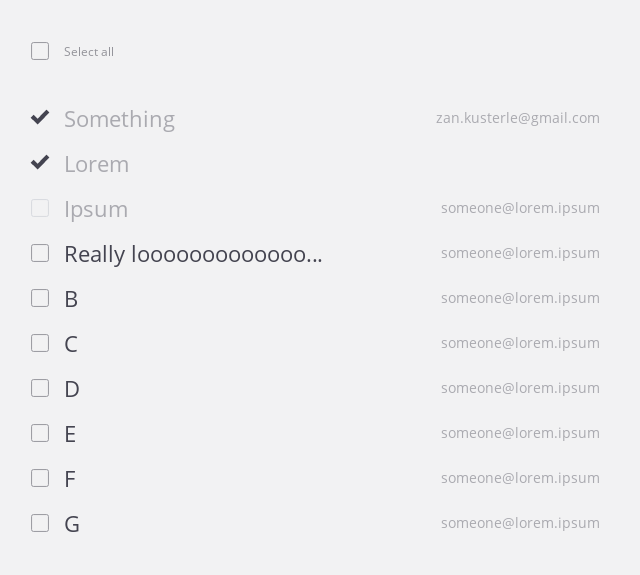 Select all
Something zan.kusterle@gmail.com
Lorem
Ipsum someone@lorem.ipsum
Really looooooooooooo... someone@lorem.ipsum
B someone@lorem.ipsum
C someone@lorem.ipsum
D someone@lorem.ipsum
E someone@lorem.ipsum
F someone@lorem.ipsum
G someone@lorem.ipsum